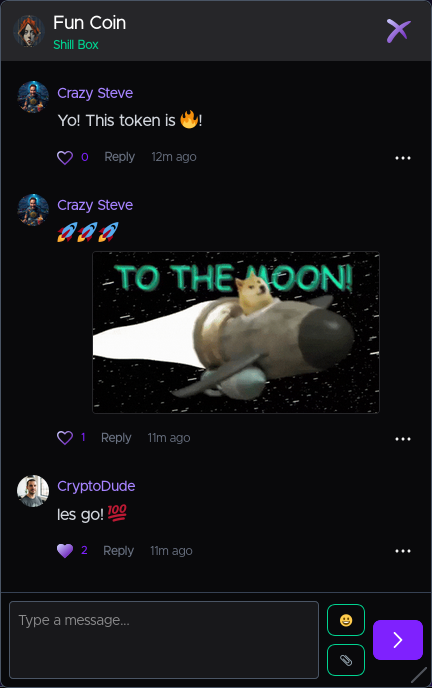 Fun Coin
Shill Box
Crazy Steve
Yo! This token is 🔥!
0 Reply 12m ago
Crazy Steve
🚀🚀🚀
TO THE MOON!
1 Reply 11m ago
CryptoDude
les go! 💯
2 Reply 11m ago
Type a message...